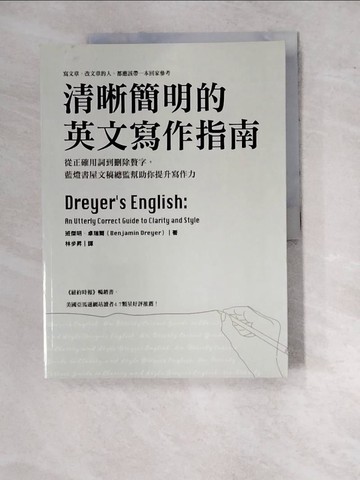 寫文章、改文章的人，都應該帶一本回家參考
清晰簡明的
英文寫作指南
從正確用詞到刪除贅字，
藍燈書屋文稿總監幫助你提升寫作力
Dreyer's English:
An Utterly Correct Guide to Clarity and Style
班傑明・卓瑞爾（Benjamin Dreyer）｜著
林步昇｜譯
《紐約時報》暢銷書，
美國亞馬遜網站讀者4.7顆星好評推薦！